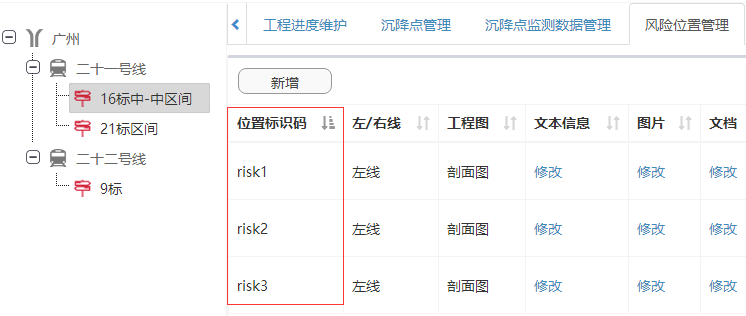 广州
二十一号线
16标中-中区间
21标区间
二十二号线
9标
工程进度维护 沉降点管理 沉降点监测数据管理 风险位置管理
新增
位置标识码 左/右线 工程图 文本信息 图片 文档
risk1 左线 剖面图 修改 修改 修改
risk2 左线 剖面图 修改 修改 修改
risk3 左线 剖面图 修改 修改 修改